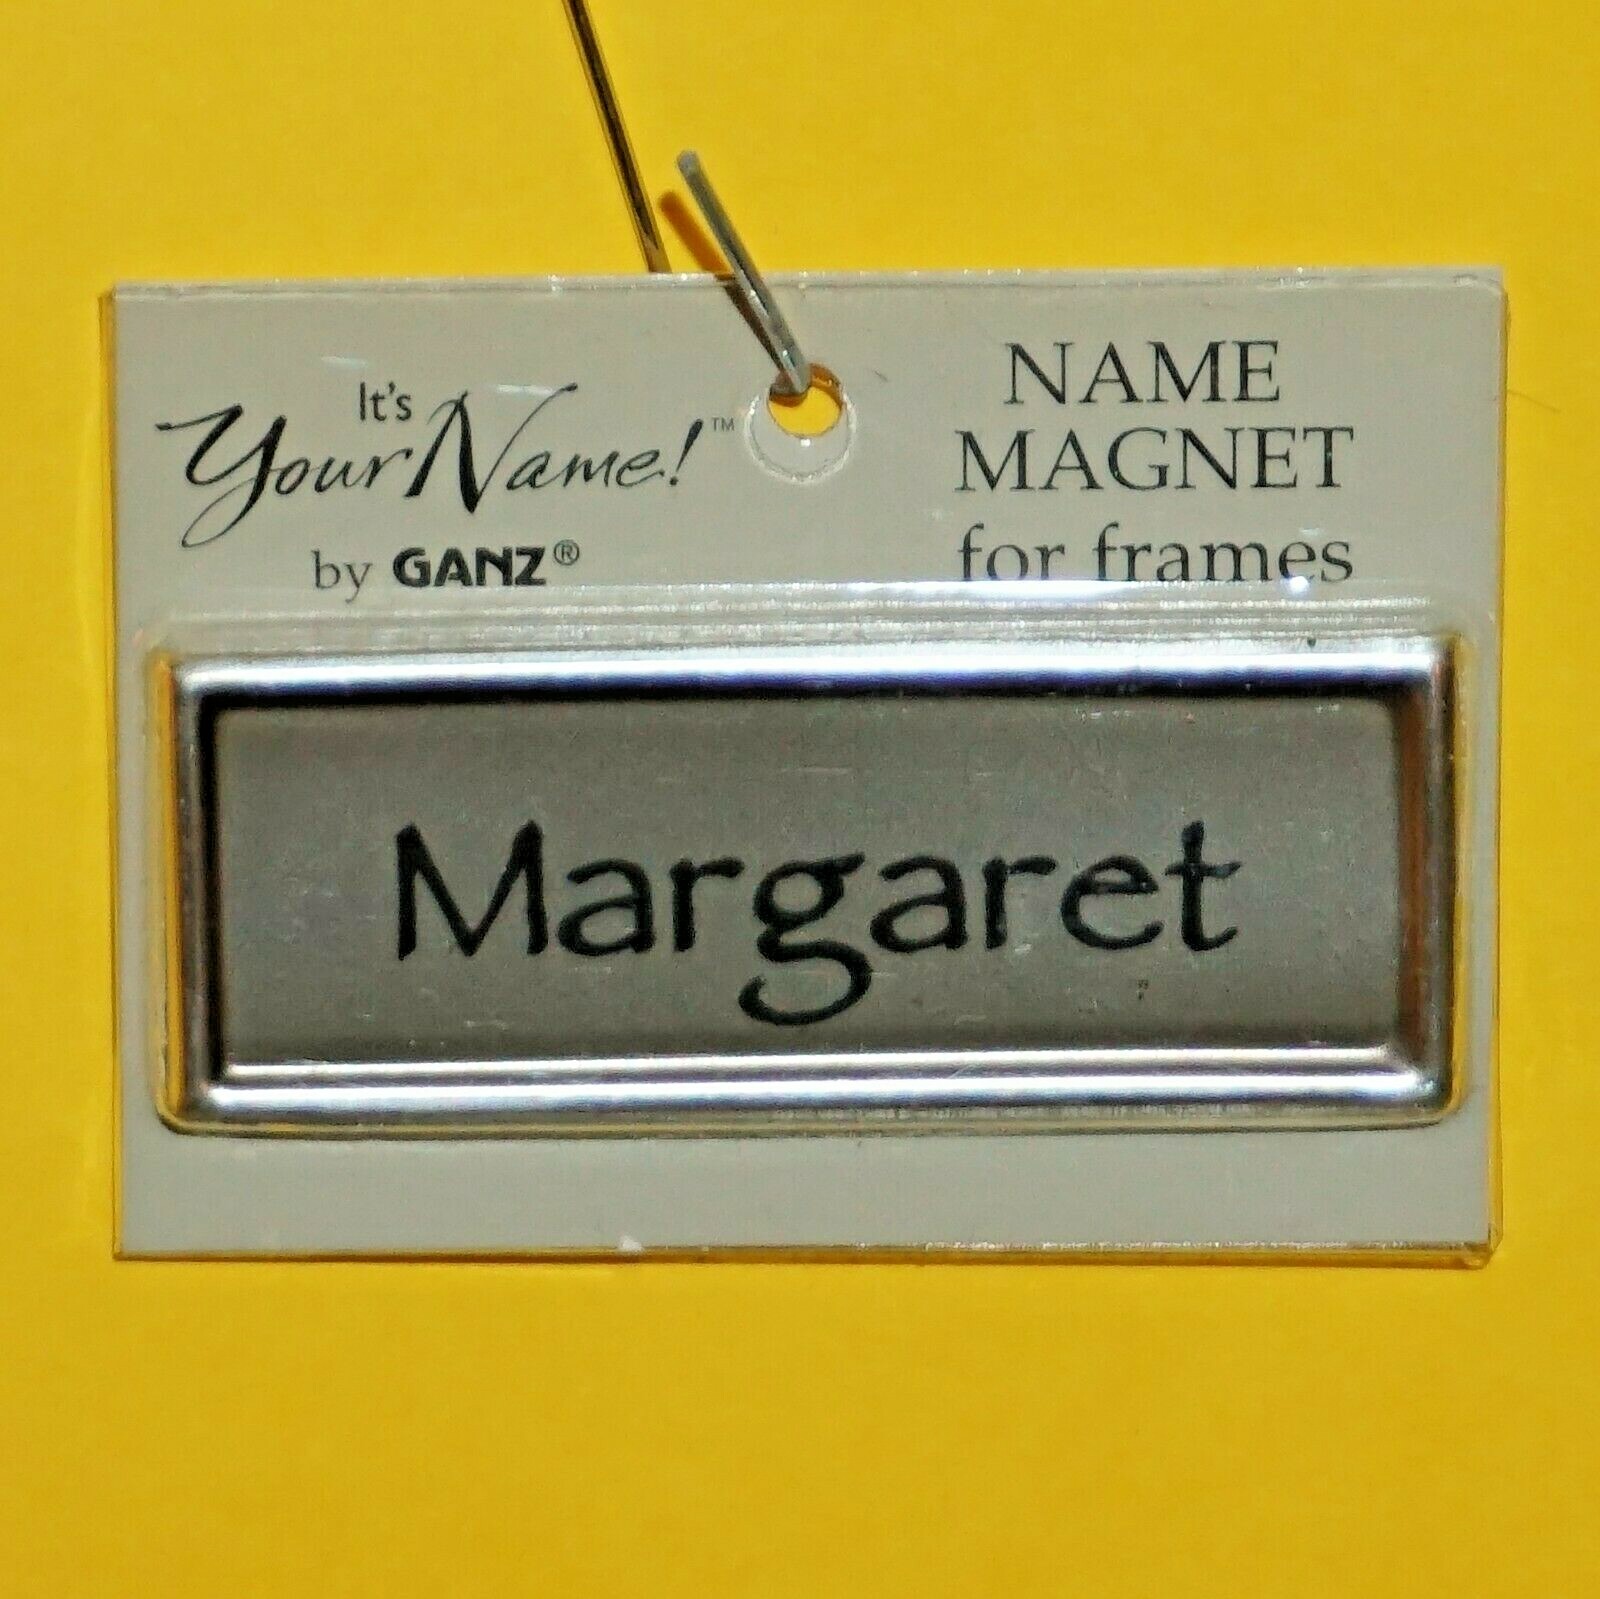 It's
Your Name!™
by GANZ®
NAME
MAGNET
for frames
Margaret